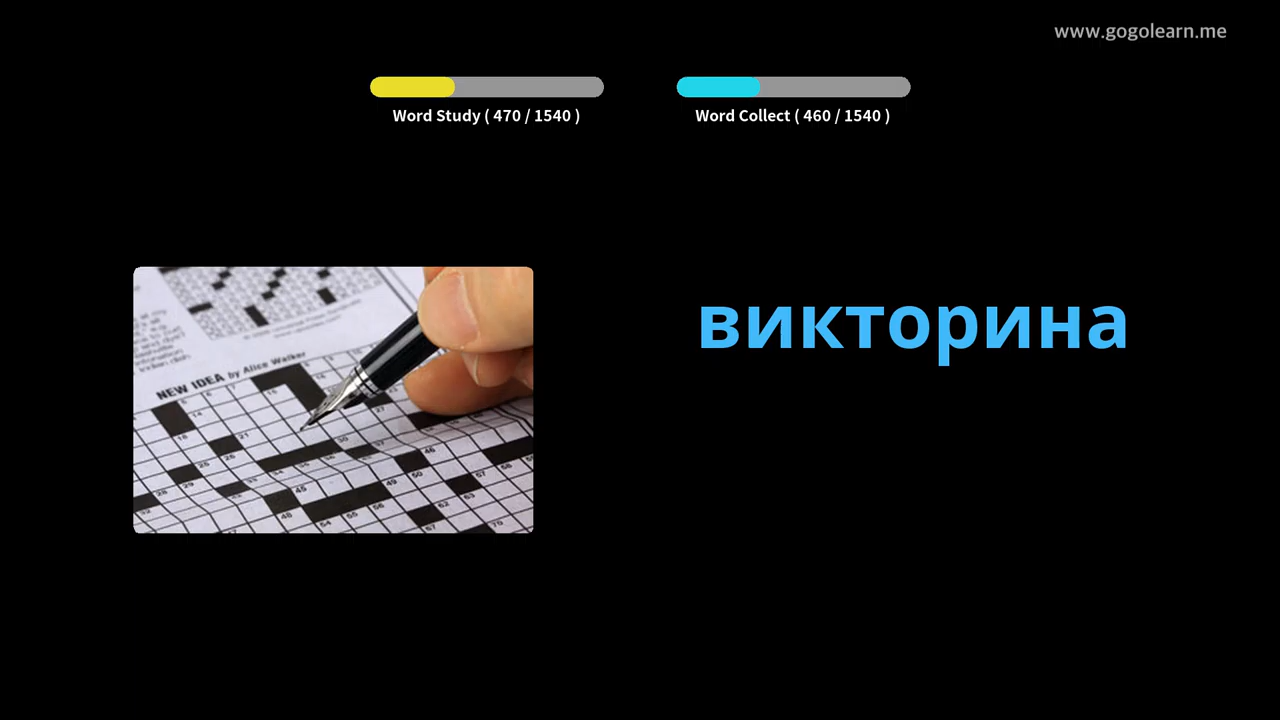 www.gogolearn.me
Word Study ( 470 / 1540 )
Word Collect ( 460 / 1540 )
викторина
NEW IDEA by Alice Walker